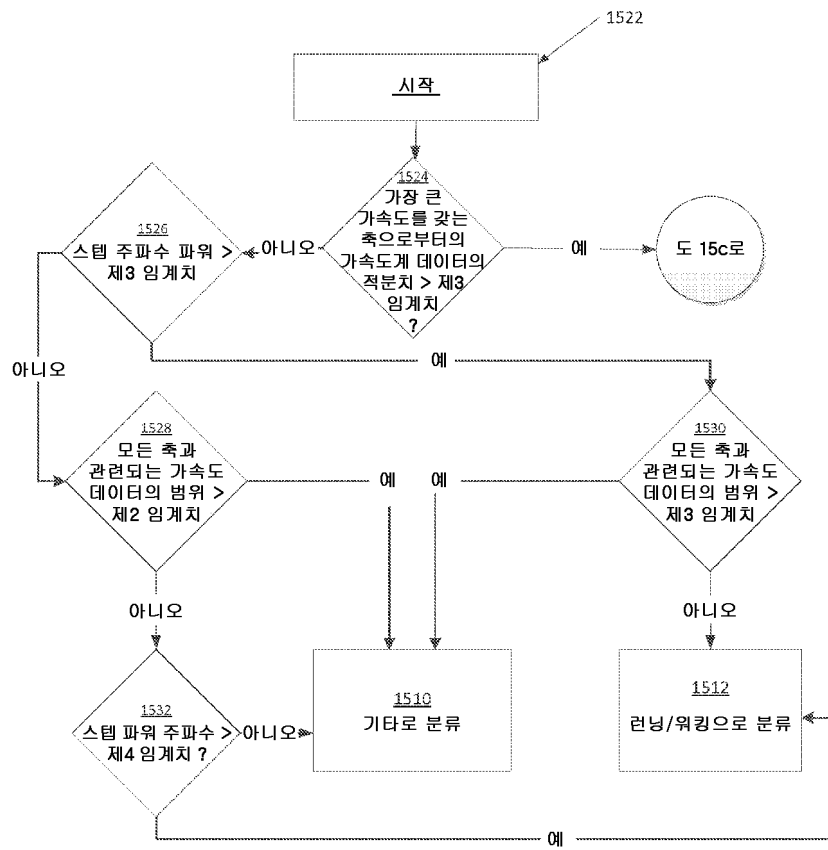 1522
시작
1524
가장 큰
가속도를 갖는
축으로부터의
가속도계 데이터의
적분치 > 제3
임계치
?
예
도 15c로
아니오
1526
스텝 주파수 파워 >
제3 임계치
예
아니오
1528
모든 축과
관련되는 가속도
데이터의 범위 >
제2 임계치
예
예
1530
모든 축과
관련되는 가속도
데이터의 범위 >
제3 임계치
아니오
아니오
1532
스텝 파워 주파수 >
제4 임계치 ?
아니오
1510
기타로 분류
1512
런닝/워킹으로 분류
예